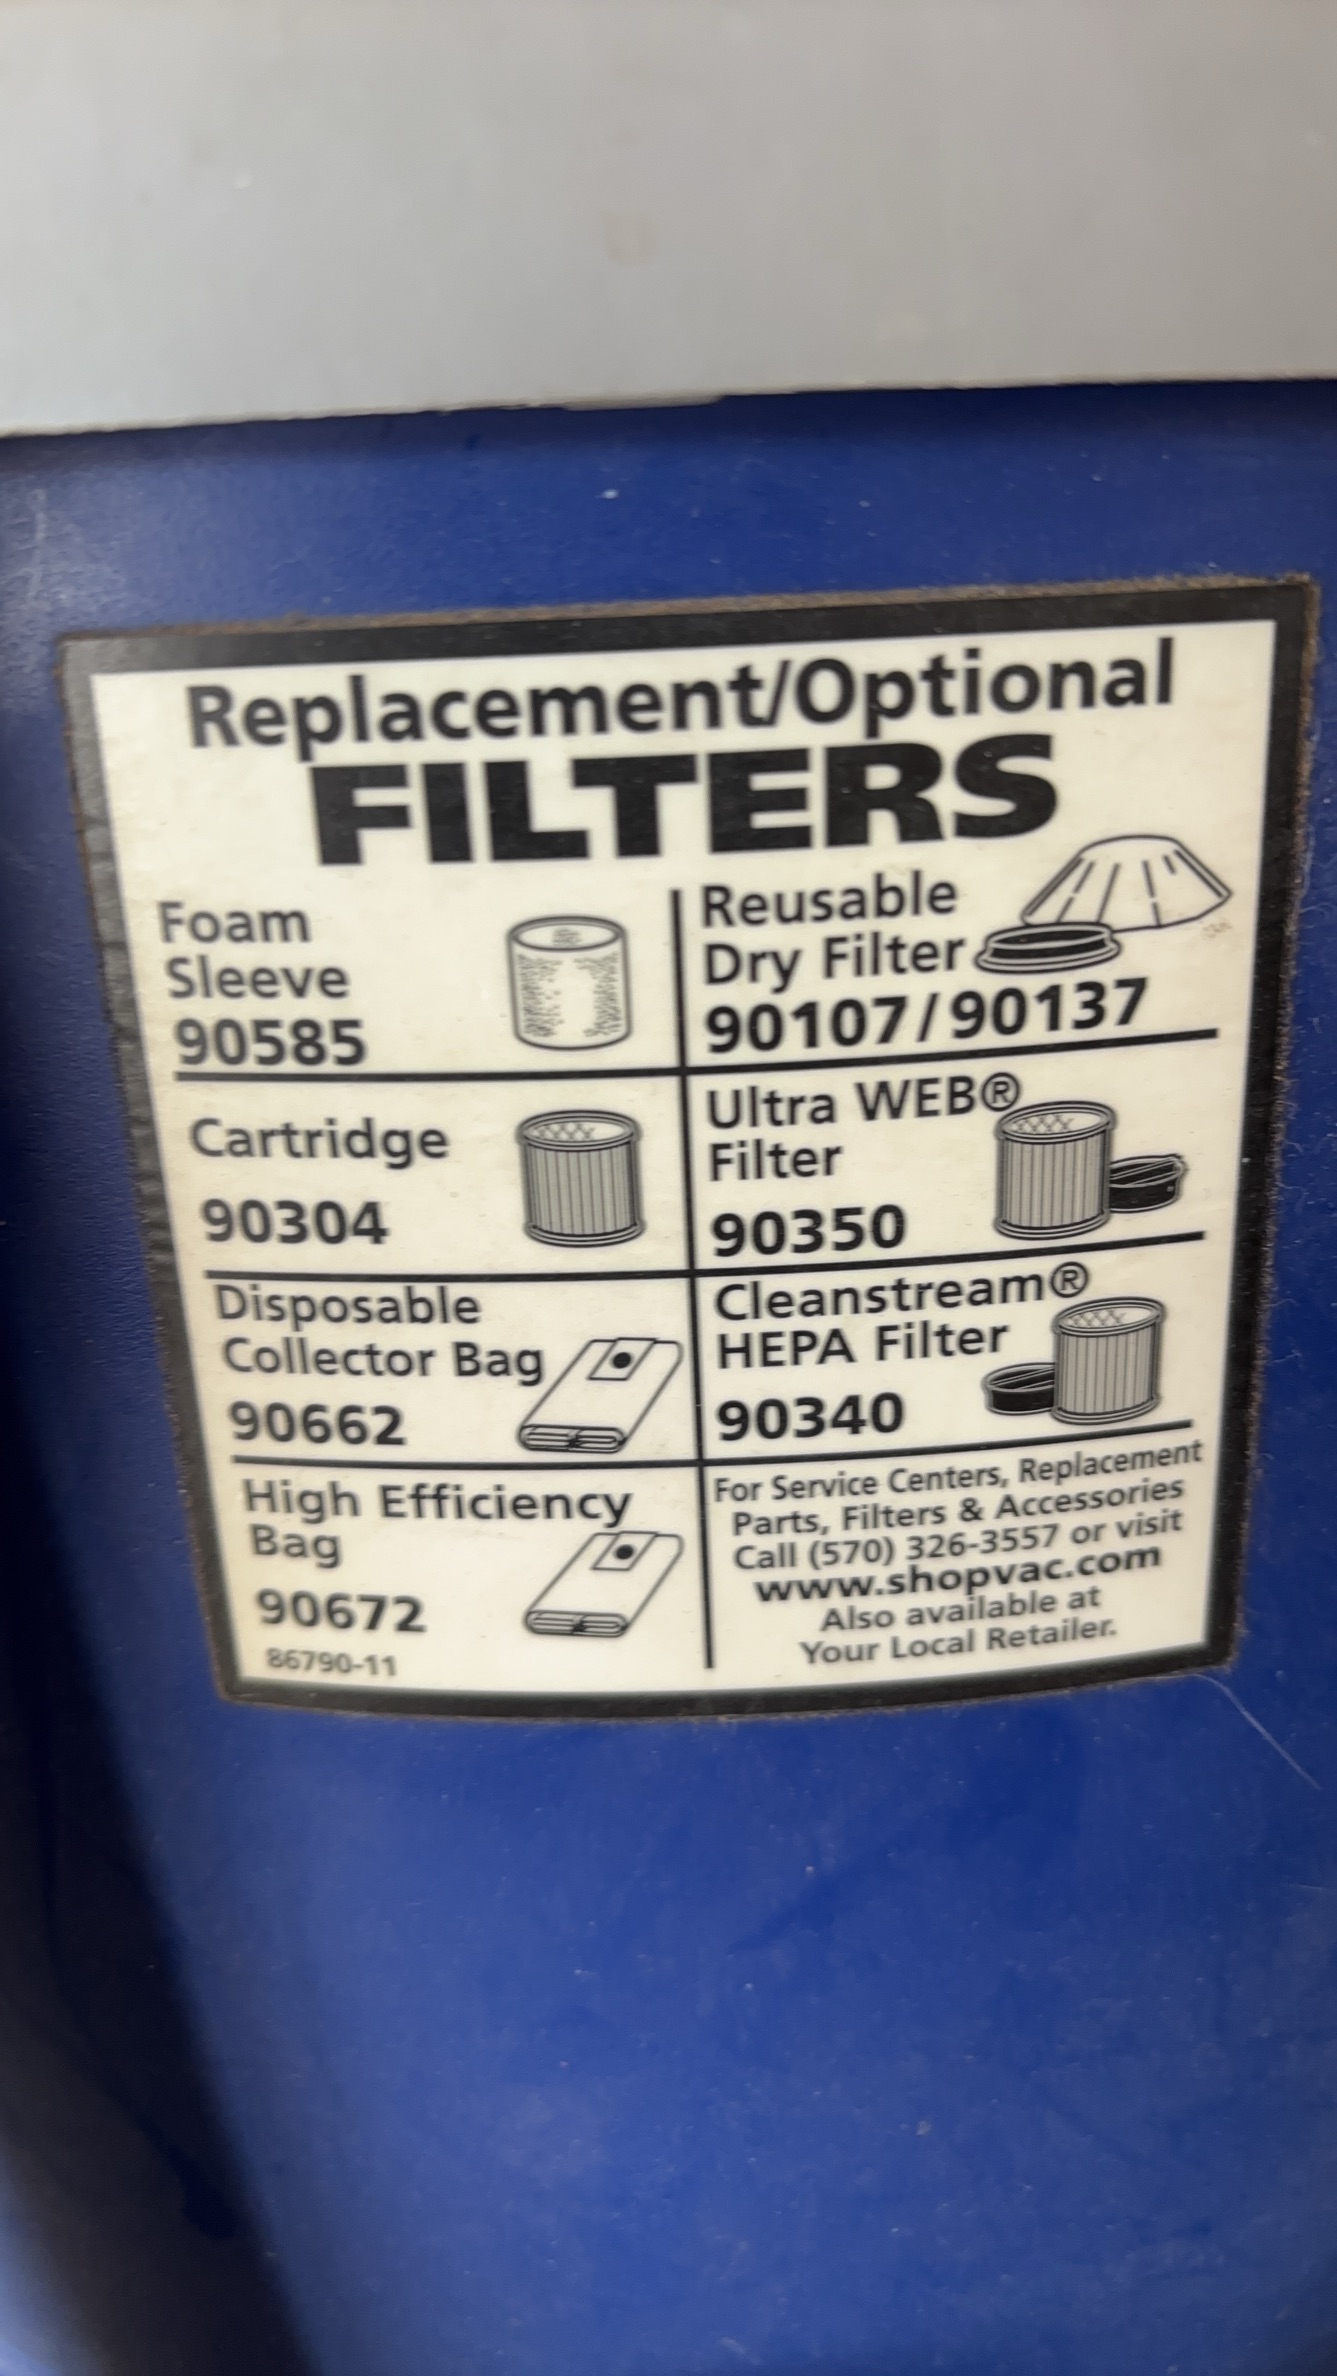 Replacement/Optional
FILTERS
Foam
Sleeve
90585
Reusable
Dry Filter
90107/90137
Cartridge
90304
Ultra WEB®
Filter
90350
Disposable
Collector Bag
90662
Cleanstream®
HEPA Filter
90340
High Efficiency
Bag
90672
86790-11
For Service Centers, Replacement
Parts, Filters & Accessories
Call (570) 326-3557 or visit
www.shopvac.com
Also available at
Your Local Retailer.